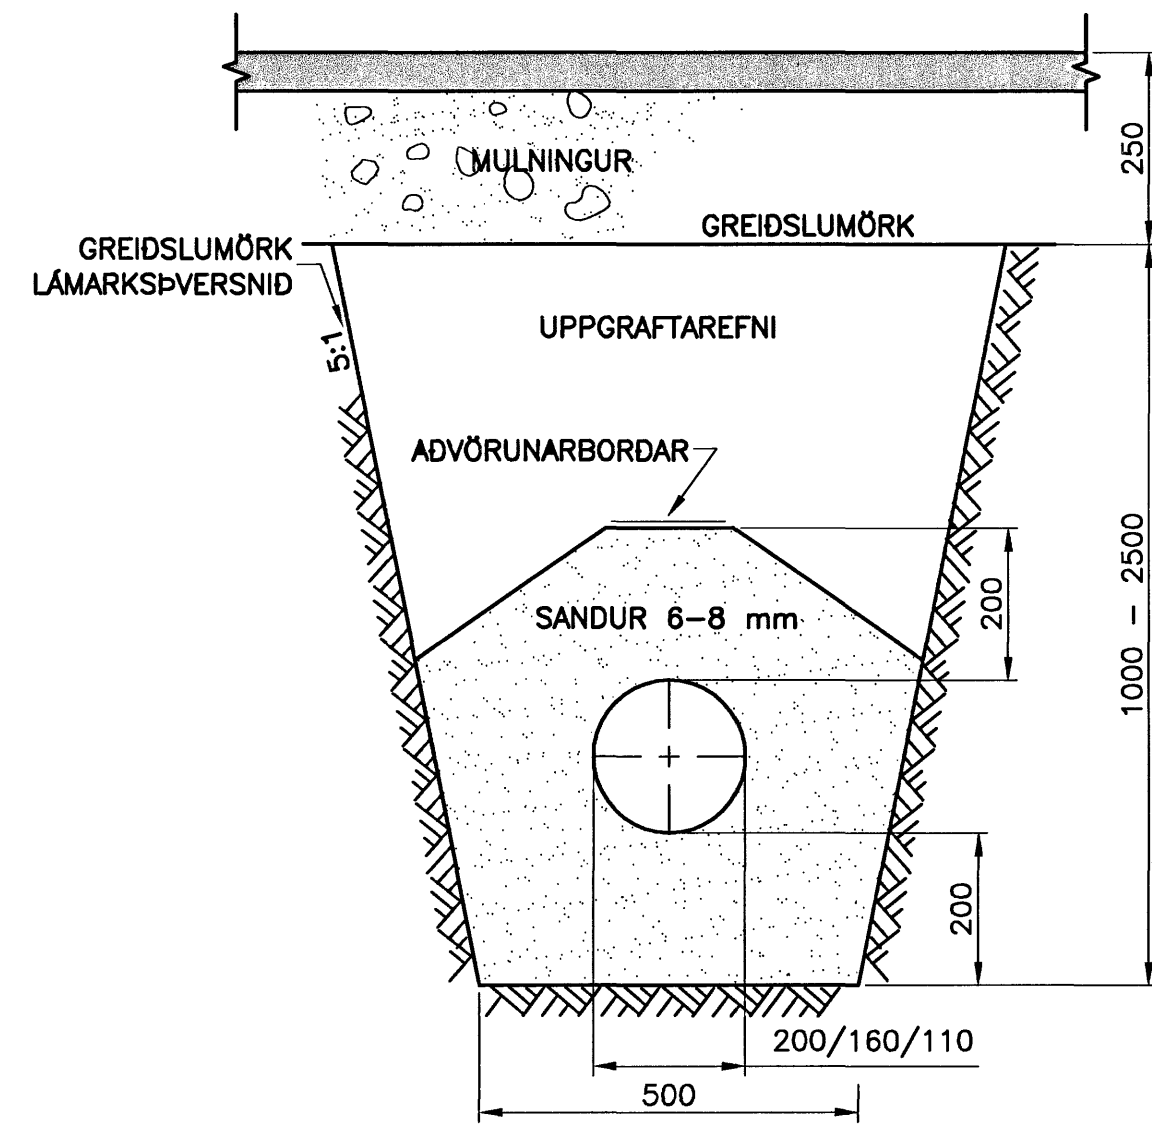 250
MULNINGUR
GREIÐSLUMÖRK
GREIÐSLUMÖRK
LÁMARKSÞVERSNIÐ
5:1
UPPGRAFTAREFNI
AÐVÖRUNARBORÐAR
1000 – 2500
200
SANDUR 6–8 mm
200
200/160/110
500